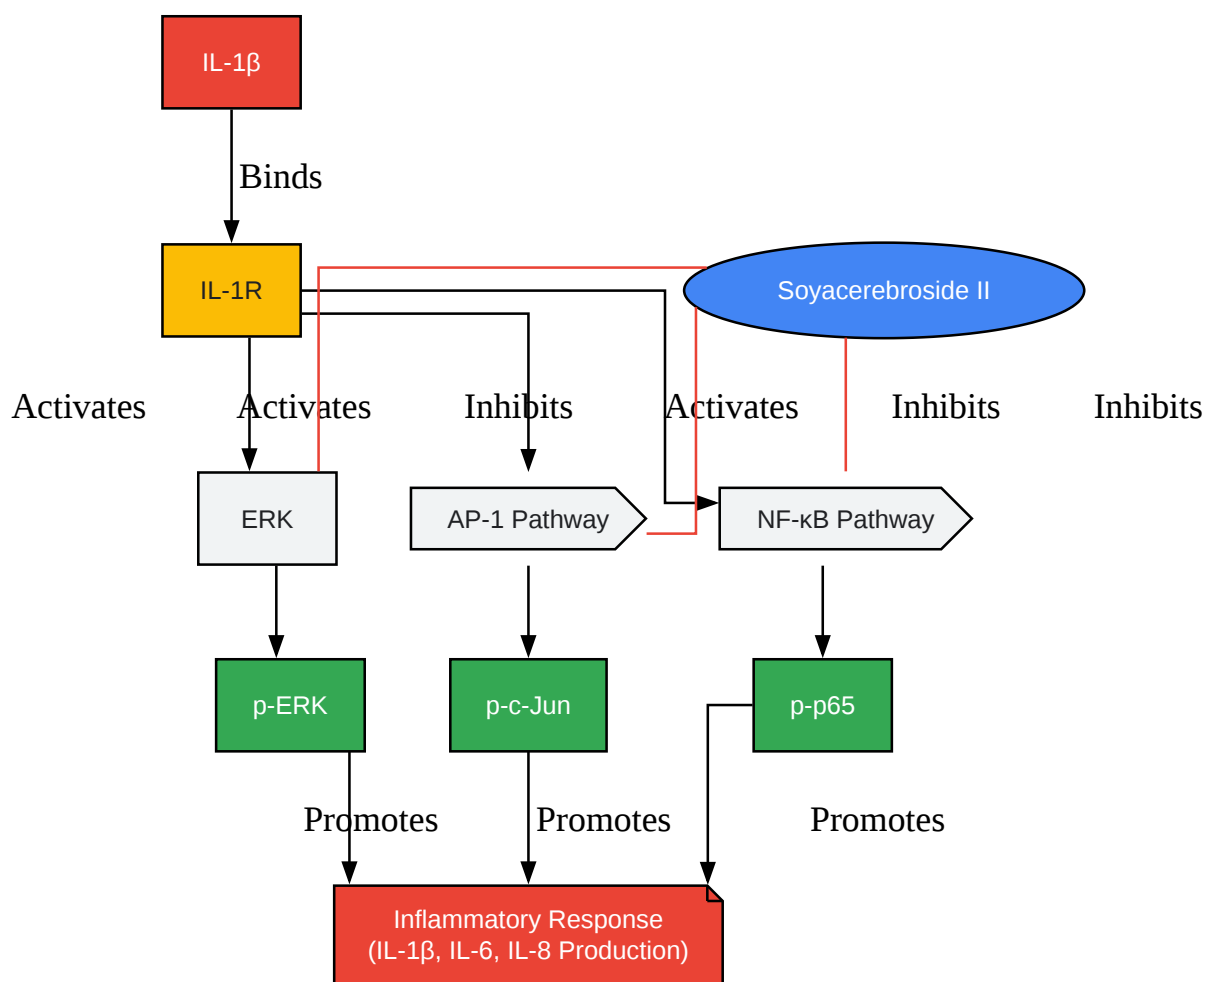 IL-1β
Binds
IL-1R
Soyacerebroside II
Activates
Activates
Inhibits
Activates
Inhibits
Inhibits
ERK
AP-1 Pathway
NF-κB Pathway
p-ERK
p-c-Jun
p-p65
Promotes
Promotes
Promotes
Inflammatory Response
(IL-1β, IL-6, IL-8 Production)